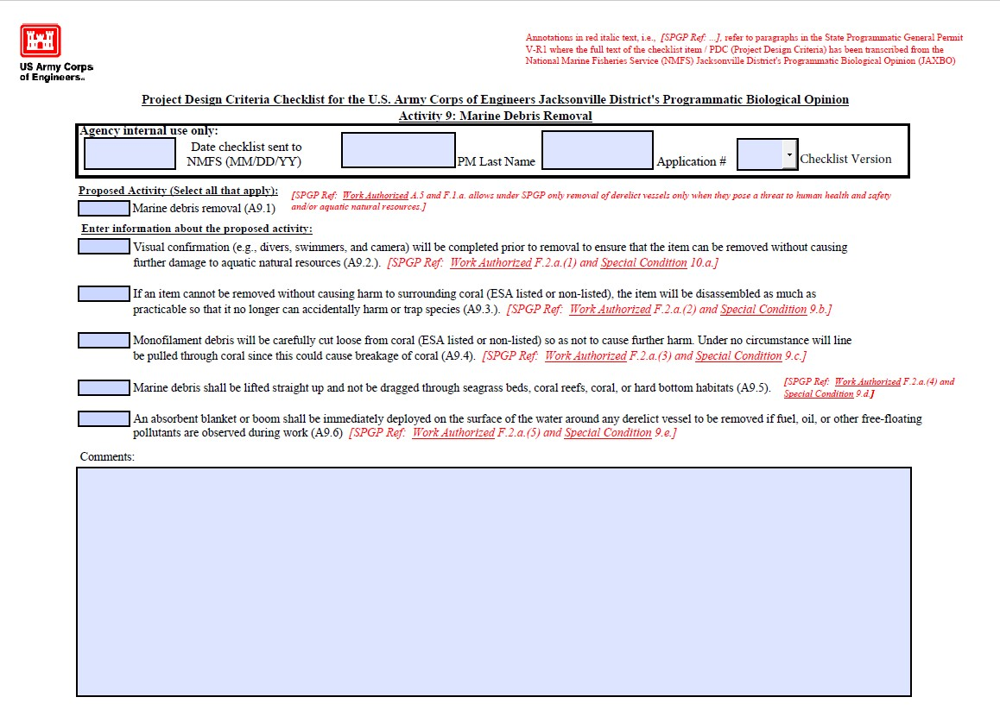 US Army Corps
of Engineers®
Annotations in red italic text, i.e., [SPGP Ref: ...], refer to paragraphs in the State Programmatic General Permit
V-R1 where the full text of the checklist item / PDC (Project Design Criteria) has been transcribed from the
National Marine Fisheries Service (NMFS) Jacksonville District's Programmatic Biological Opinion (JAXBO)
Project Design Criteria Checklist for the U.S. Army Corps of Engineers Jacksonville District's Programmatic Biological Opinion
Activity 9: Marine Debris Removal
Agency internal use only:
Date checklist sent to
NMFS (MM/DD/YY)
PM Last Name
Application #
Checklist Version
Proposed Activity (Select all that apply):
[SPGP Ref: Work Authorized A.5 and F.1.a. allows under SPGP only removal of derelict vessels only when they pose a threat to human health and safety
and/or aquatic natural resources.]
Marine debris removal (A9.1)
Enter information about the proposed activity:
Visual confirmation (e.g., divers, swimmers, and camera) will be completed prior to removal to ensure that the item can be removed without causing
further damage to aquatic natural resources (A9.2.). [SPGP Ref: Work Authorized F.2.a.(1) and Special Condition 10.a.]
If an item cannot be removed without causing harm to surrounding coral (ESA listed or non-listed), the item will be disassembled as much as
practicable so that it no longer can accidentally harm or trap species (A9.3.). [SPGP Ref: Work Authorized F.2.a.(2) and Special Condition 9.b.]
Monofilament debris will be carefully cut loose from coral (ESA listed or non-listed) so as not to cause further harm. Under no circumstance will line
be pulled through coral since this could cause breakage of coral (A9.4). [SPGP Ref: Work Authorized F.2.a.(3) and Special Condition 9.c.]
Marine debris shall be lifted straight up and not be dragged through seagrass beds, coral reefs, coral, or hard bottom habitats (A9.5).
[SPGP Ref: Work Authorized F.2.a.(4) and
Special Condition 9.d.]
An absorbent blanket or boom shall be immediately deployed on the surface of the water around any derelict vessel to be removed if fuel, oil, or other free-floating
pollutants are observed during work (A9.6) [SPGP Ref: Work Authorized F.2.a.(5) and Special Condition 9.e.]
Comments: